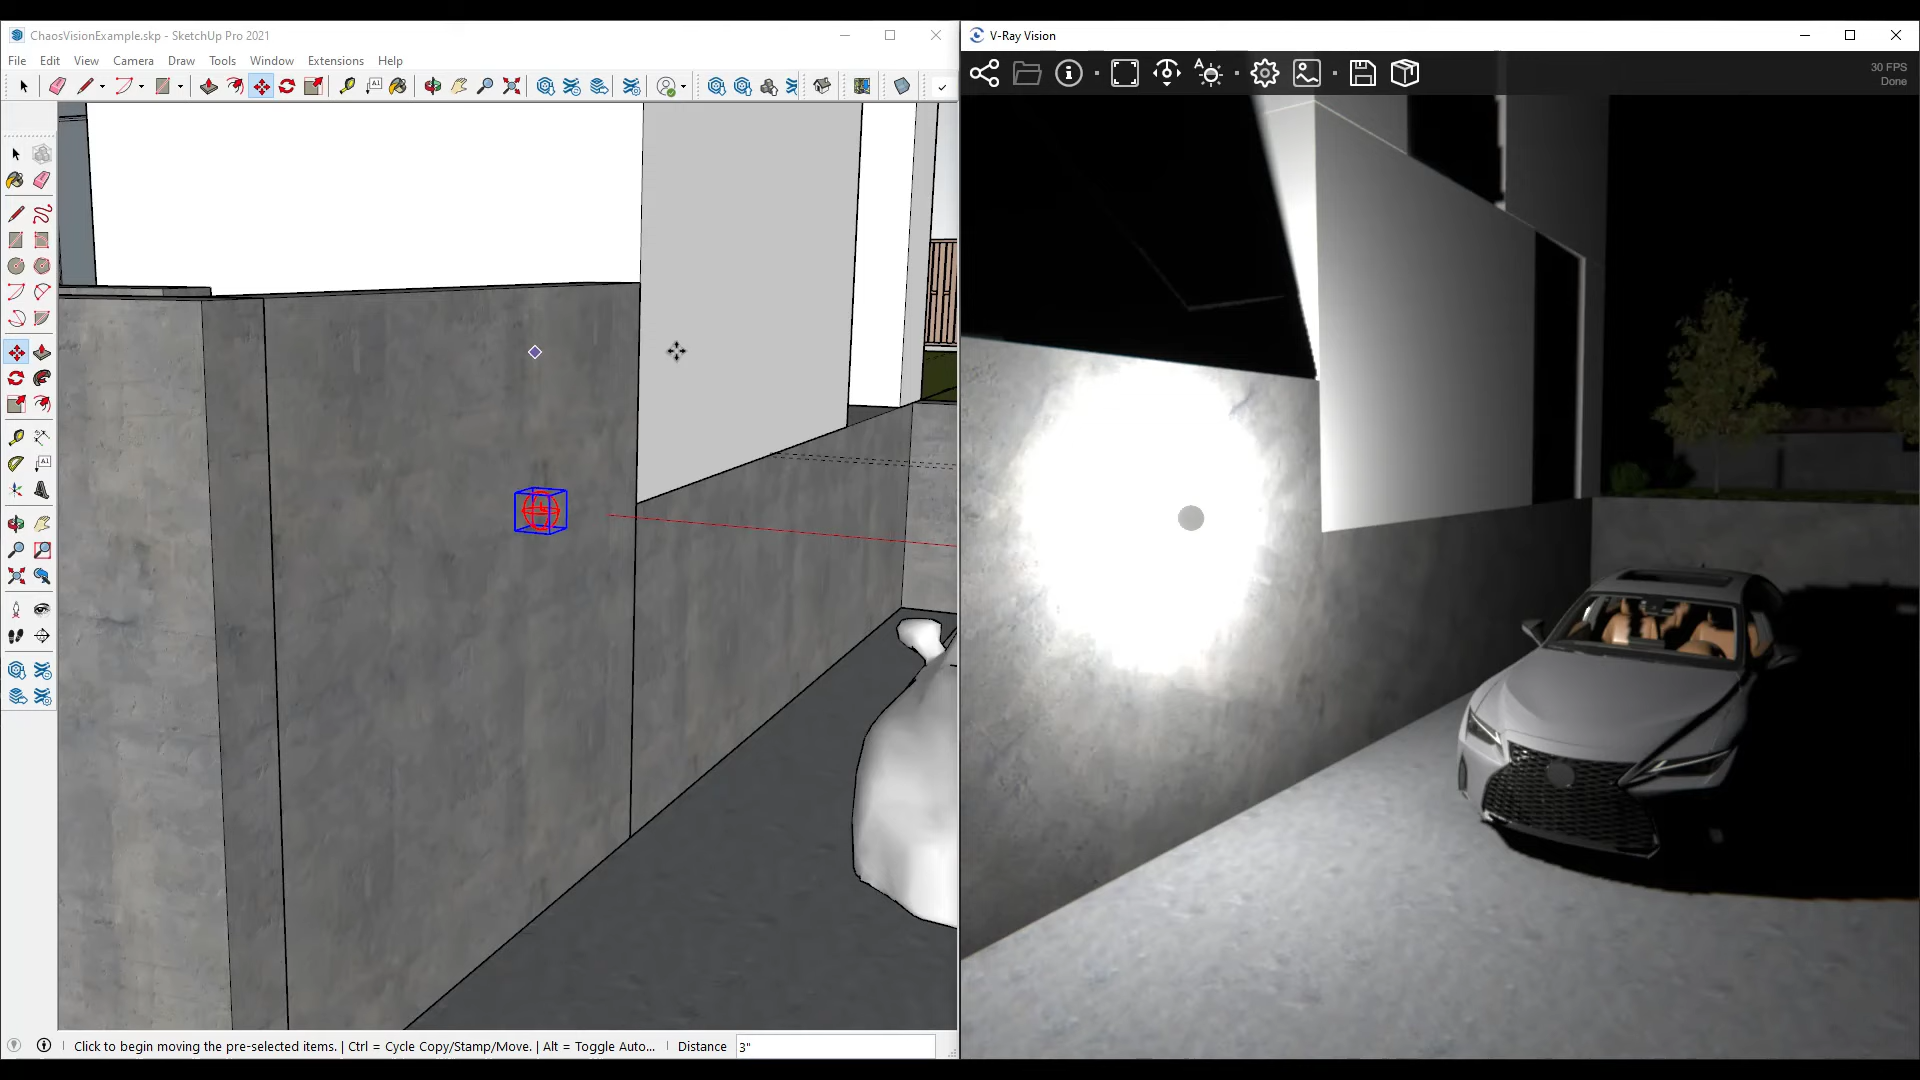 ChaosVisionExample.skp - SketchUp Pro 2021
File Edit View Camera Draw Tools Window Extensions Help
V-Ray Vision
30 FPS
Done
Click to begin moving the pre-selected items. | Ctrl = Cycle Copy/Stamp/Move. | Alt = Toggle Auto... Distance 3"